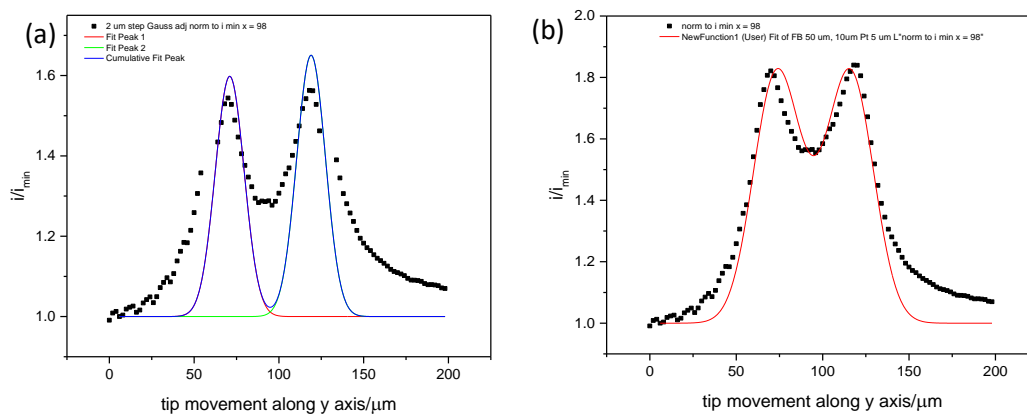 (a)
2 um step Gauss adj norm to i min x = 98
Fit Peak 1
Fit Peak 2
Cumulative Fit Peak
1.6
1.4
1.2
1.0
i/i min
0
50
100
150
200
tip movement along y axis/μm
(b)
norm to i min x = 98
NewFunction1 (User) Fit of FB 50 um, 10um Pt 5 um L"norm to i min x = 98"
2.0
1.8
1.6
1.4
1.2
1.0
i/i min
0
50
100
150
200
tip movement along y axis/μm